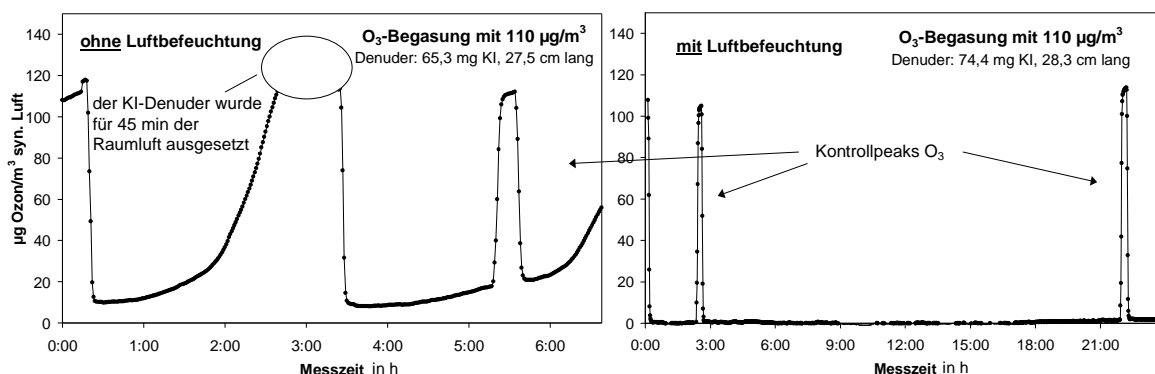 ohne Luftbefeuchtung
O₃-Begasung mit 110 µg/m³
Denuder: 65,3 mg KI, 27,5 cm lang
der KI-Denuder wurde
für 45 min der
Raumluft ausgesetzt
µg Ozon/m³ syn. Luft
140
120
100
80
60
40
20
0
0:00 1:00 2:00 3:00 4:00 5:00 6:00
Messzeit in h
mit Luftbefeuchtung
O₃-Begasung mit 110 µg/m³
Denuder: 74,4 mg KI, 28,3 cm lang
Kontrollpeaks O₃
140
120
100
80
60
40
20
0
0:00 3:00 6:00 9:00 12:00 15:00 18:00 21:00
Messzeit in h